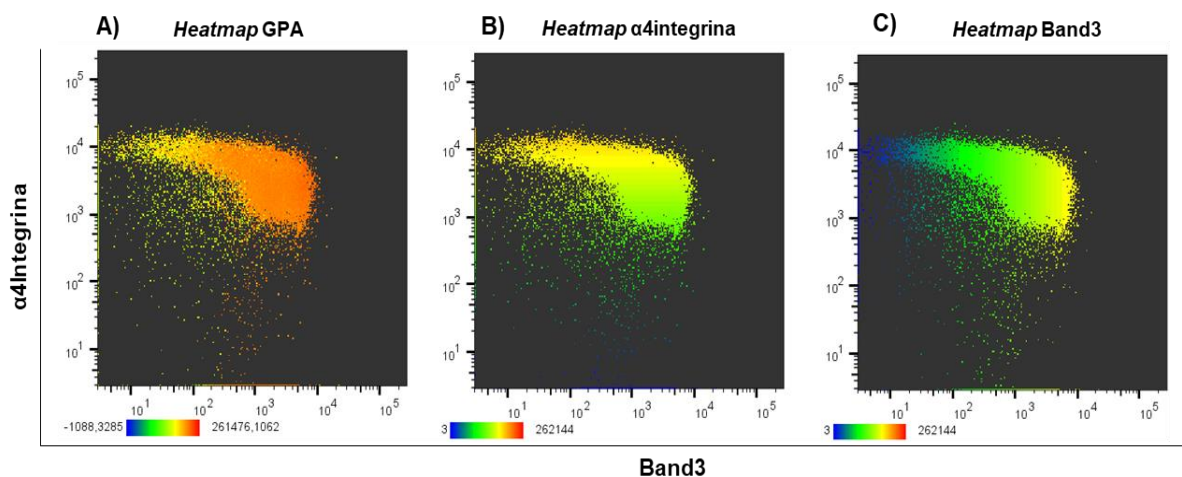 A) Heatmap GPA
B) Heatmap α4integrina
C) Heatmap Band3
α4Integrina
10⁵
10⁴
10³
10²
10¹
10¹ 10² 10³ 10⁴ 10⁵
-1088,3285 261476,1062
10⁵
10⁴
10³
10²
10¹
10¹ 10² 10³ 10⁴ 10⁵
3 262144
10⁵
10⁴
10³
10²
10¹
10¹ 10² 10³ 10⁴ 10⁵
3 262144
Band3